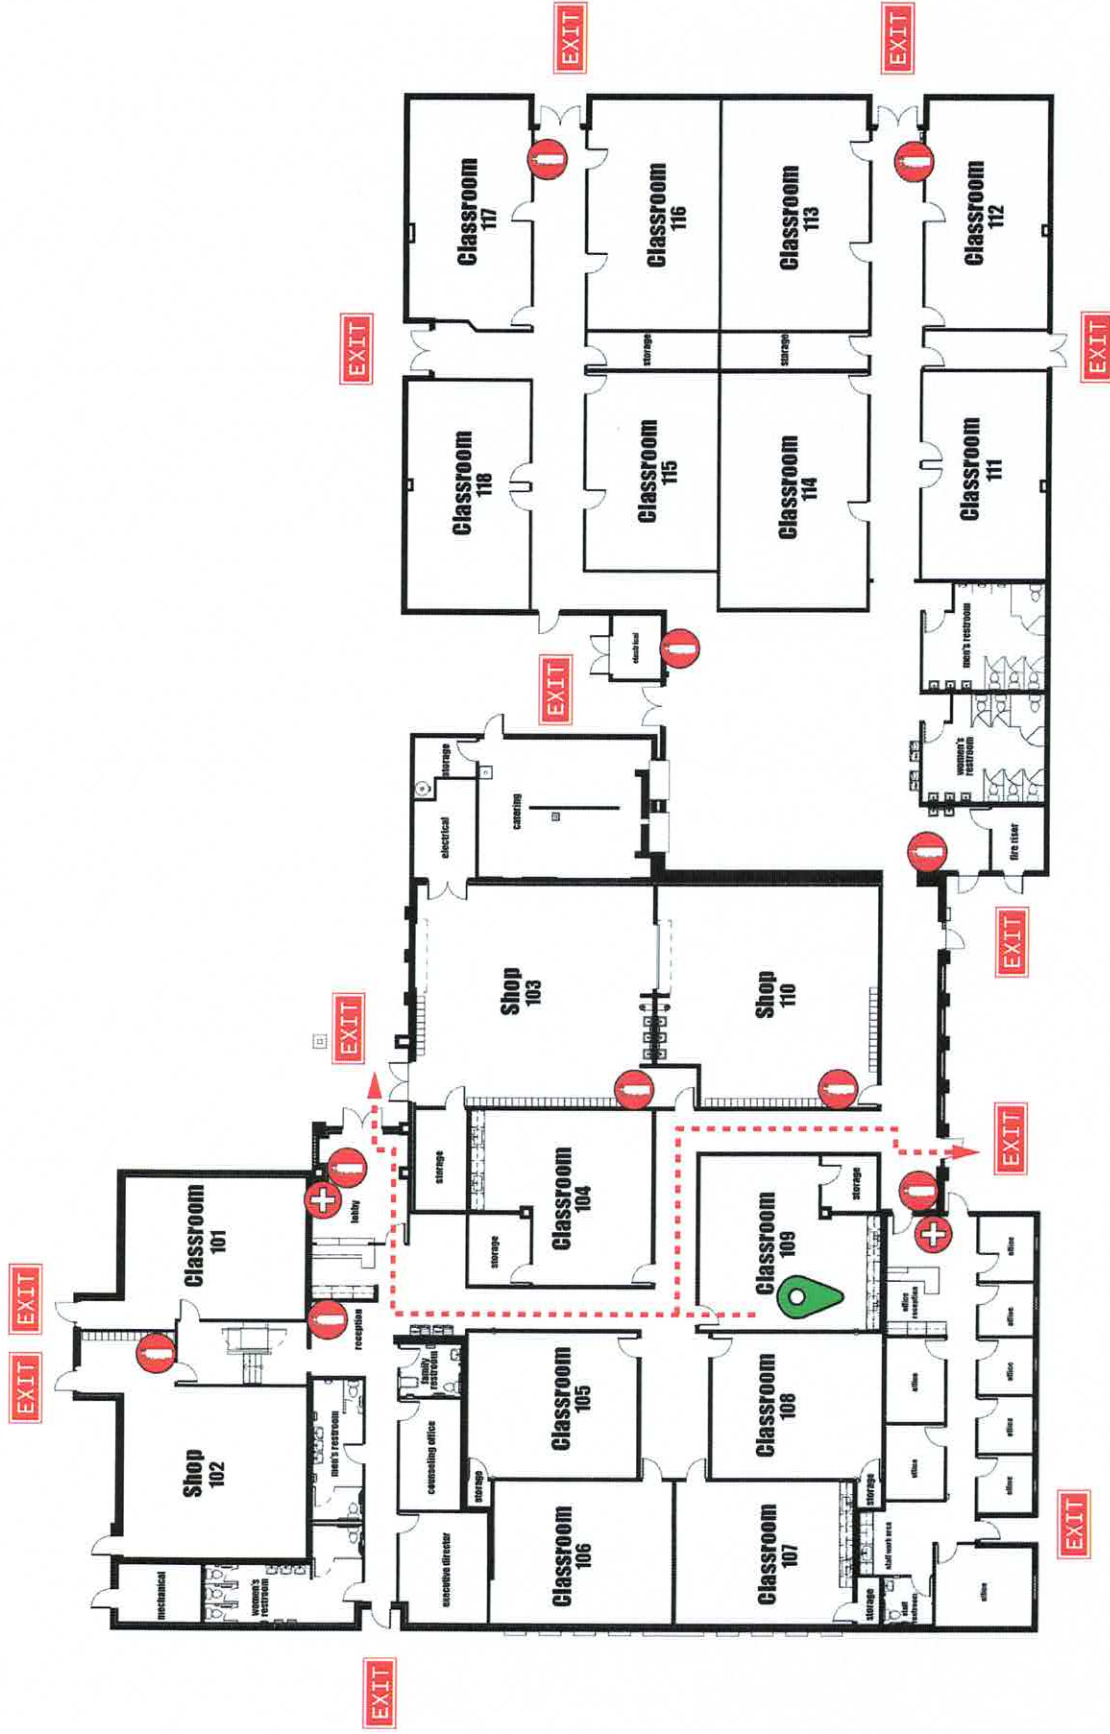 EXIT
EXIT
EXIT
EXIT
EXIT
EXIT
EXIT
EXIT
EXIT
EXIT
EXIT
EXIT
mechanical
women's
restroom
Shop
102
Classroom
101
men's restroom
reception
lobby
executive director
counseling office
family
restroom
storage
storage
storage
Classroom
106
Classroom
105
Classroom
104
Shop
103
electrical
storage
catering
electrical
Classroom
107
Classroom
108
Classroom
109
storage
Shop
110
storage
storage
staff work area
staff
restroom
office
office
office
office
reception
office
office
office
office
office
fire riser
women's
restroom
men's restroom
Classroom
118
Classroom
117
Classroom
115
storage
Classroom
116
Classroom
114
storage
Classroom
113
Classroom
111
Classroom
112